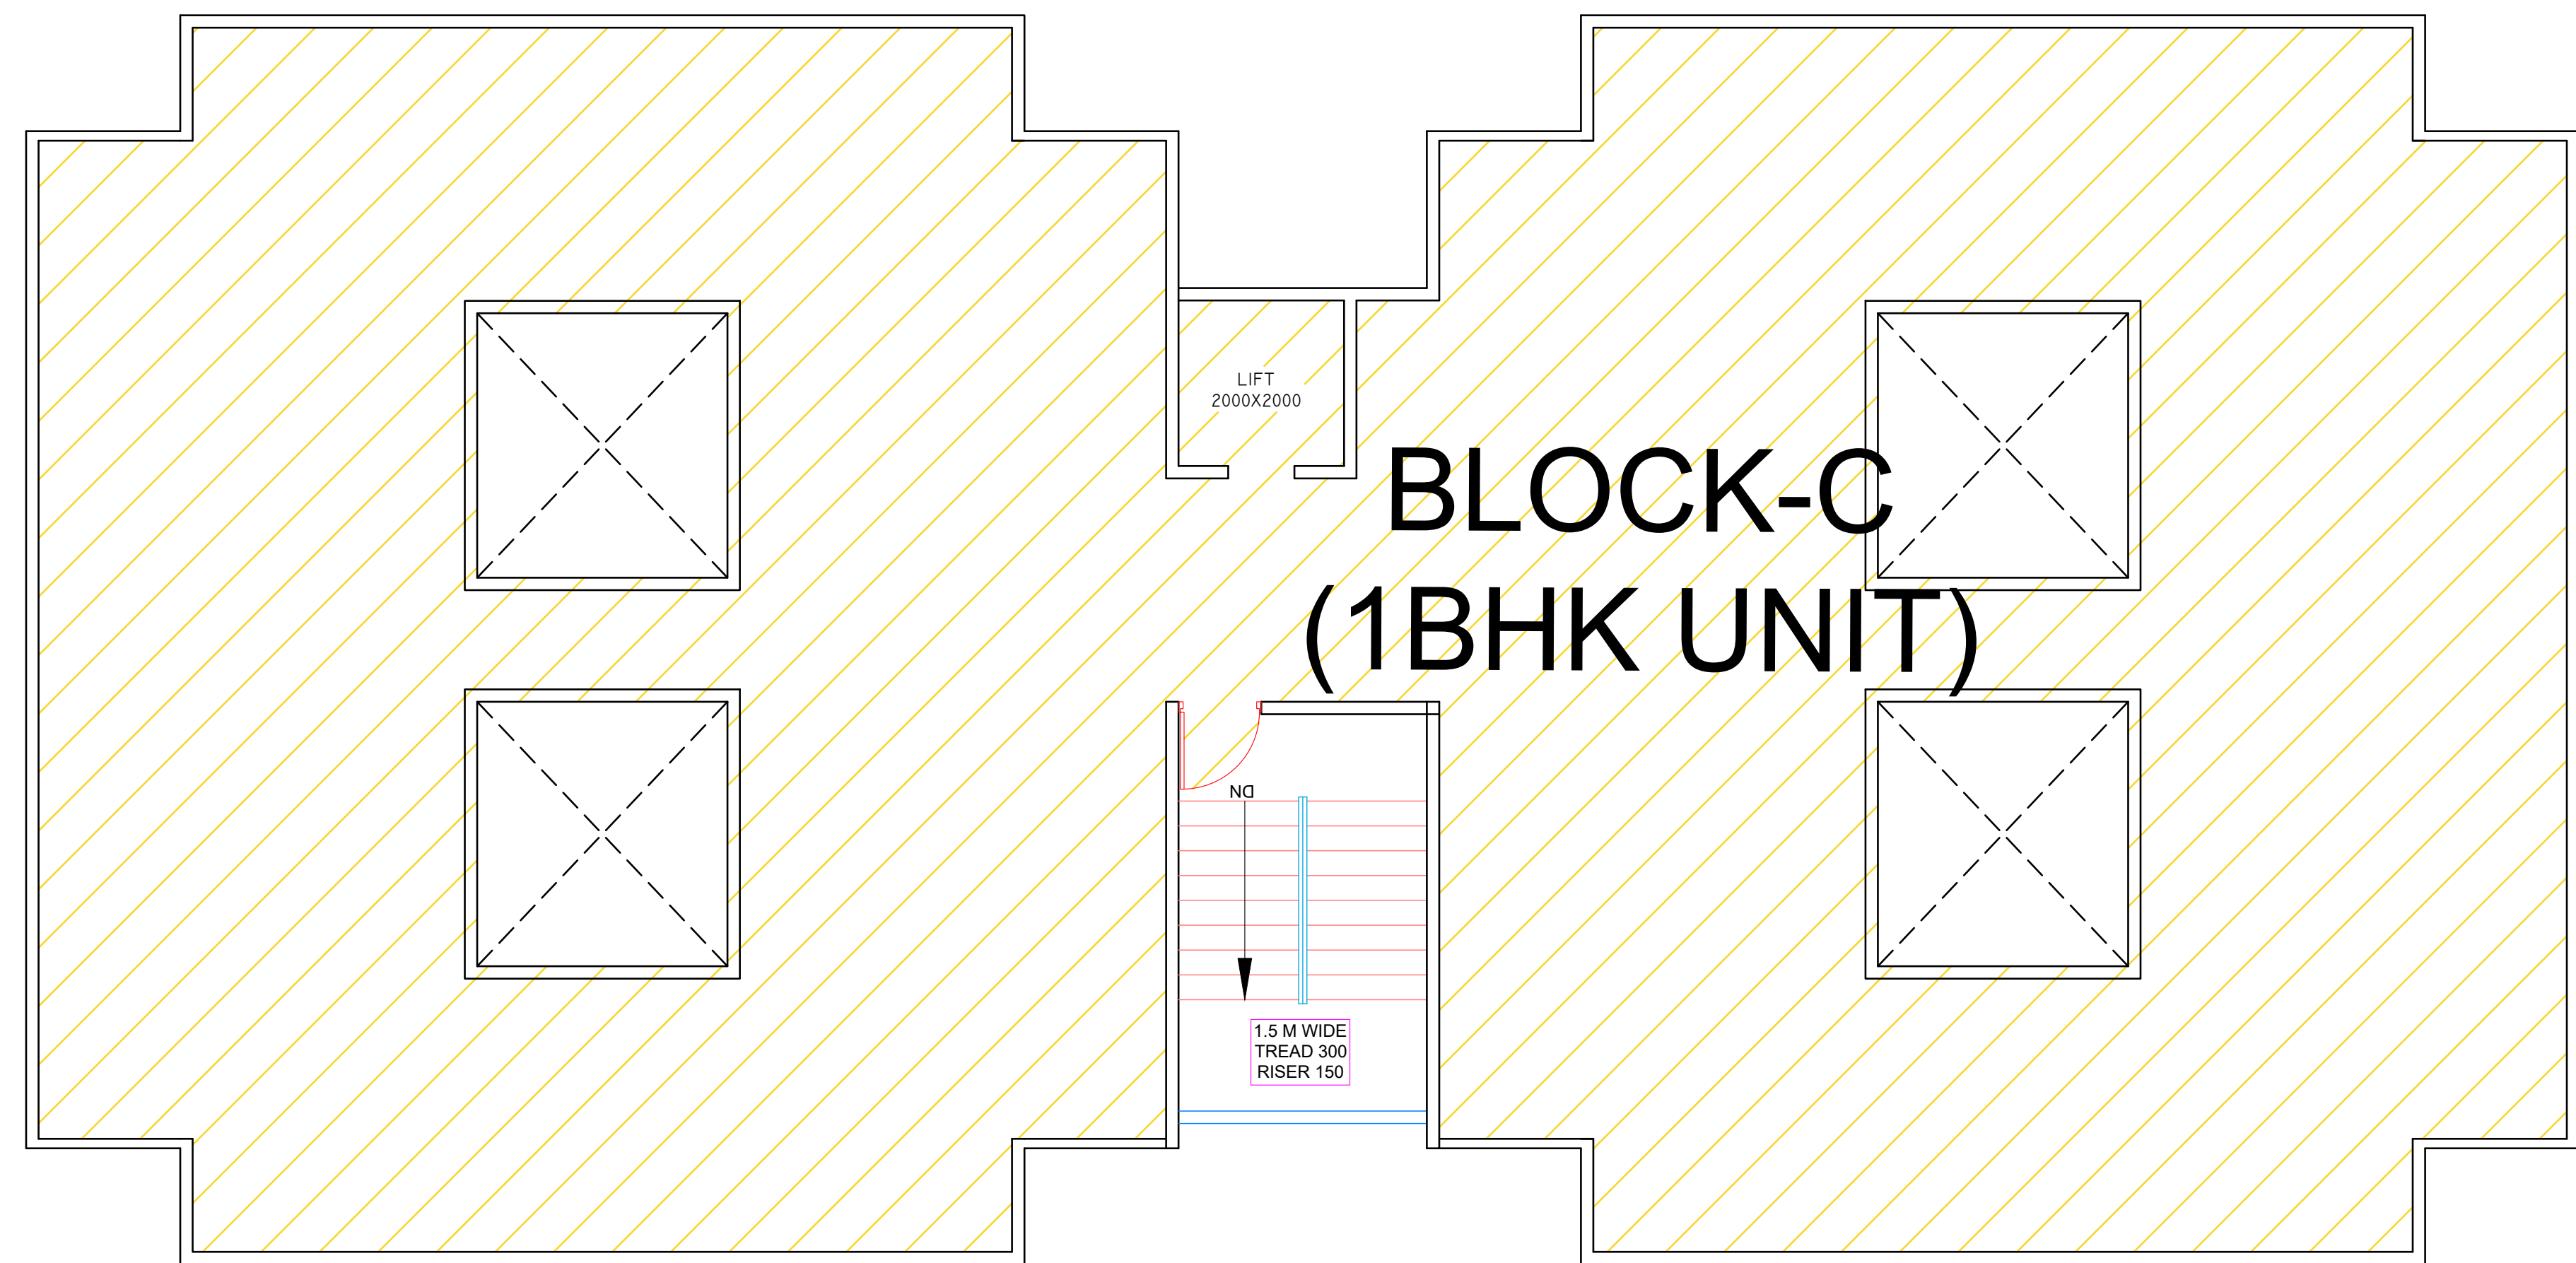 LIFT
2000X2000
BLOCK-C
(1BHK UNIT)
DN
1.5 M WIDE
TREAD 300
RISER 150